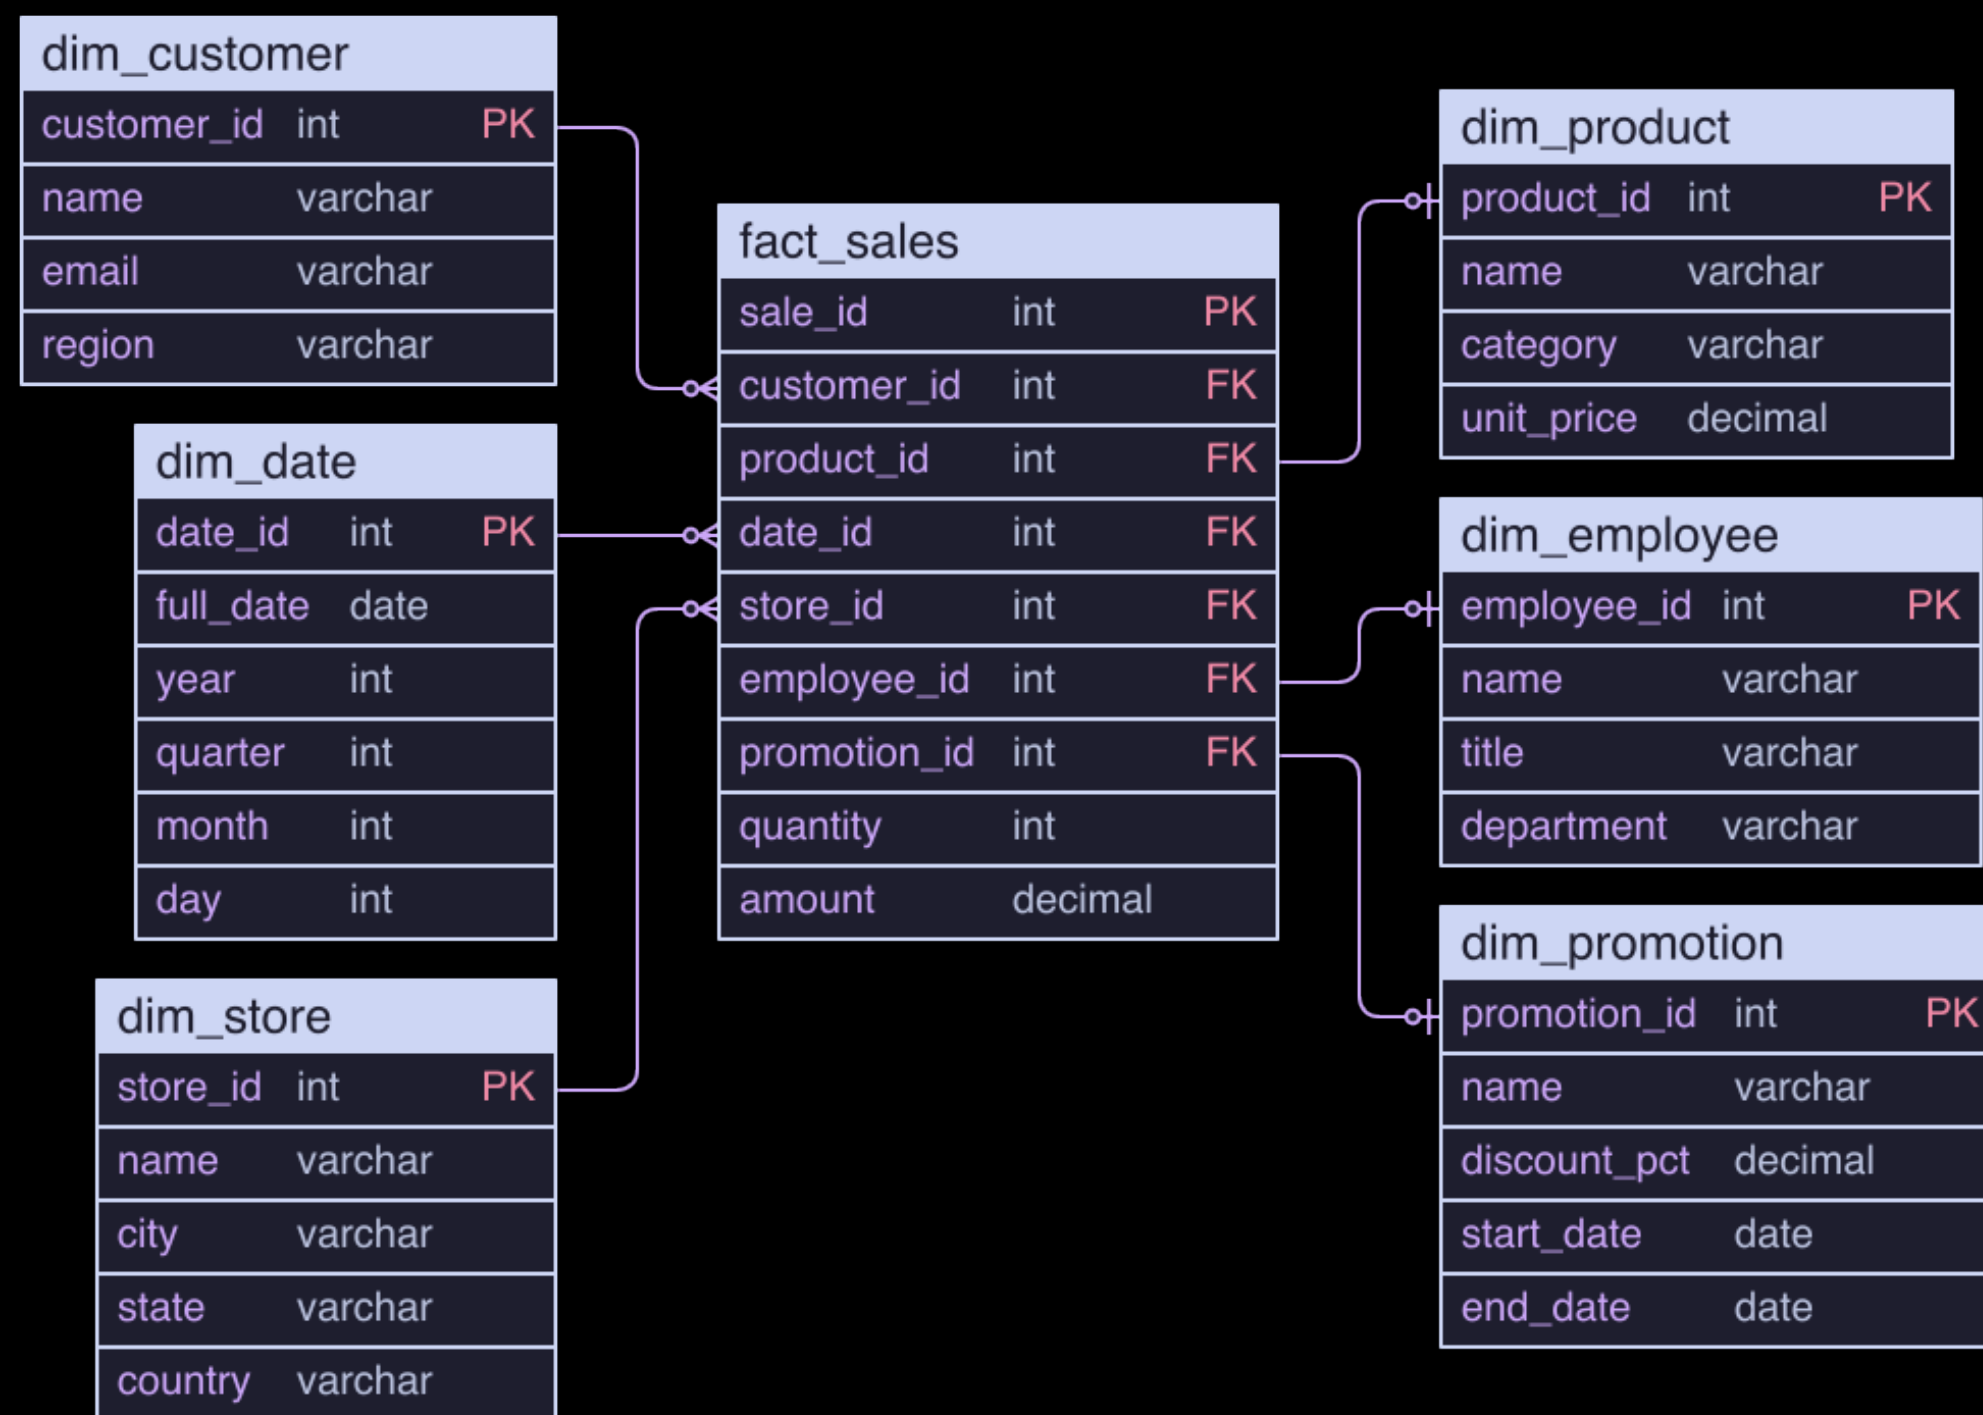 dim_customer
customer_id int PK
name varchar
email varchar
region varchar
dim_date
date_id int PK
full_date date
year int
quarter int
month int
day int
dim_store
store_id int PK
name varchar
city varchar
state varchar
country varchar
fact_sales
sale_id int PK
customer_id int FK
product_id int FK
date_id int FK
store_id int FK
employee_id int FK
promotion_id int FK
quantity int
amount decimal
dim_product
product_id int PK
name varchar
category varchar
unit_price decimal
dim_employee
employee_id int PK
name varchar
title varchar
department varchar
dim_promotion
promotion_id int PK
name varchar
discount_pct decimal
start_date date
end_date date